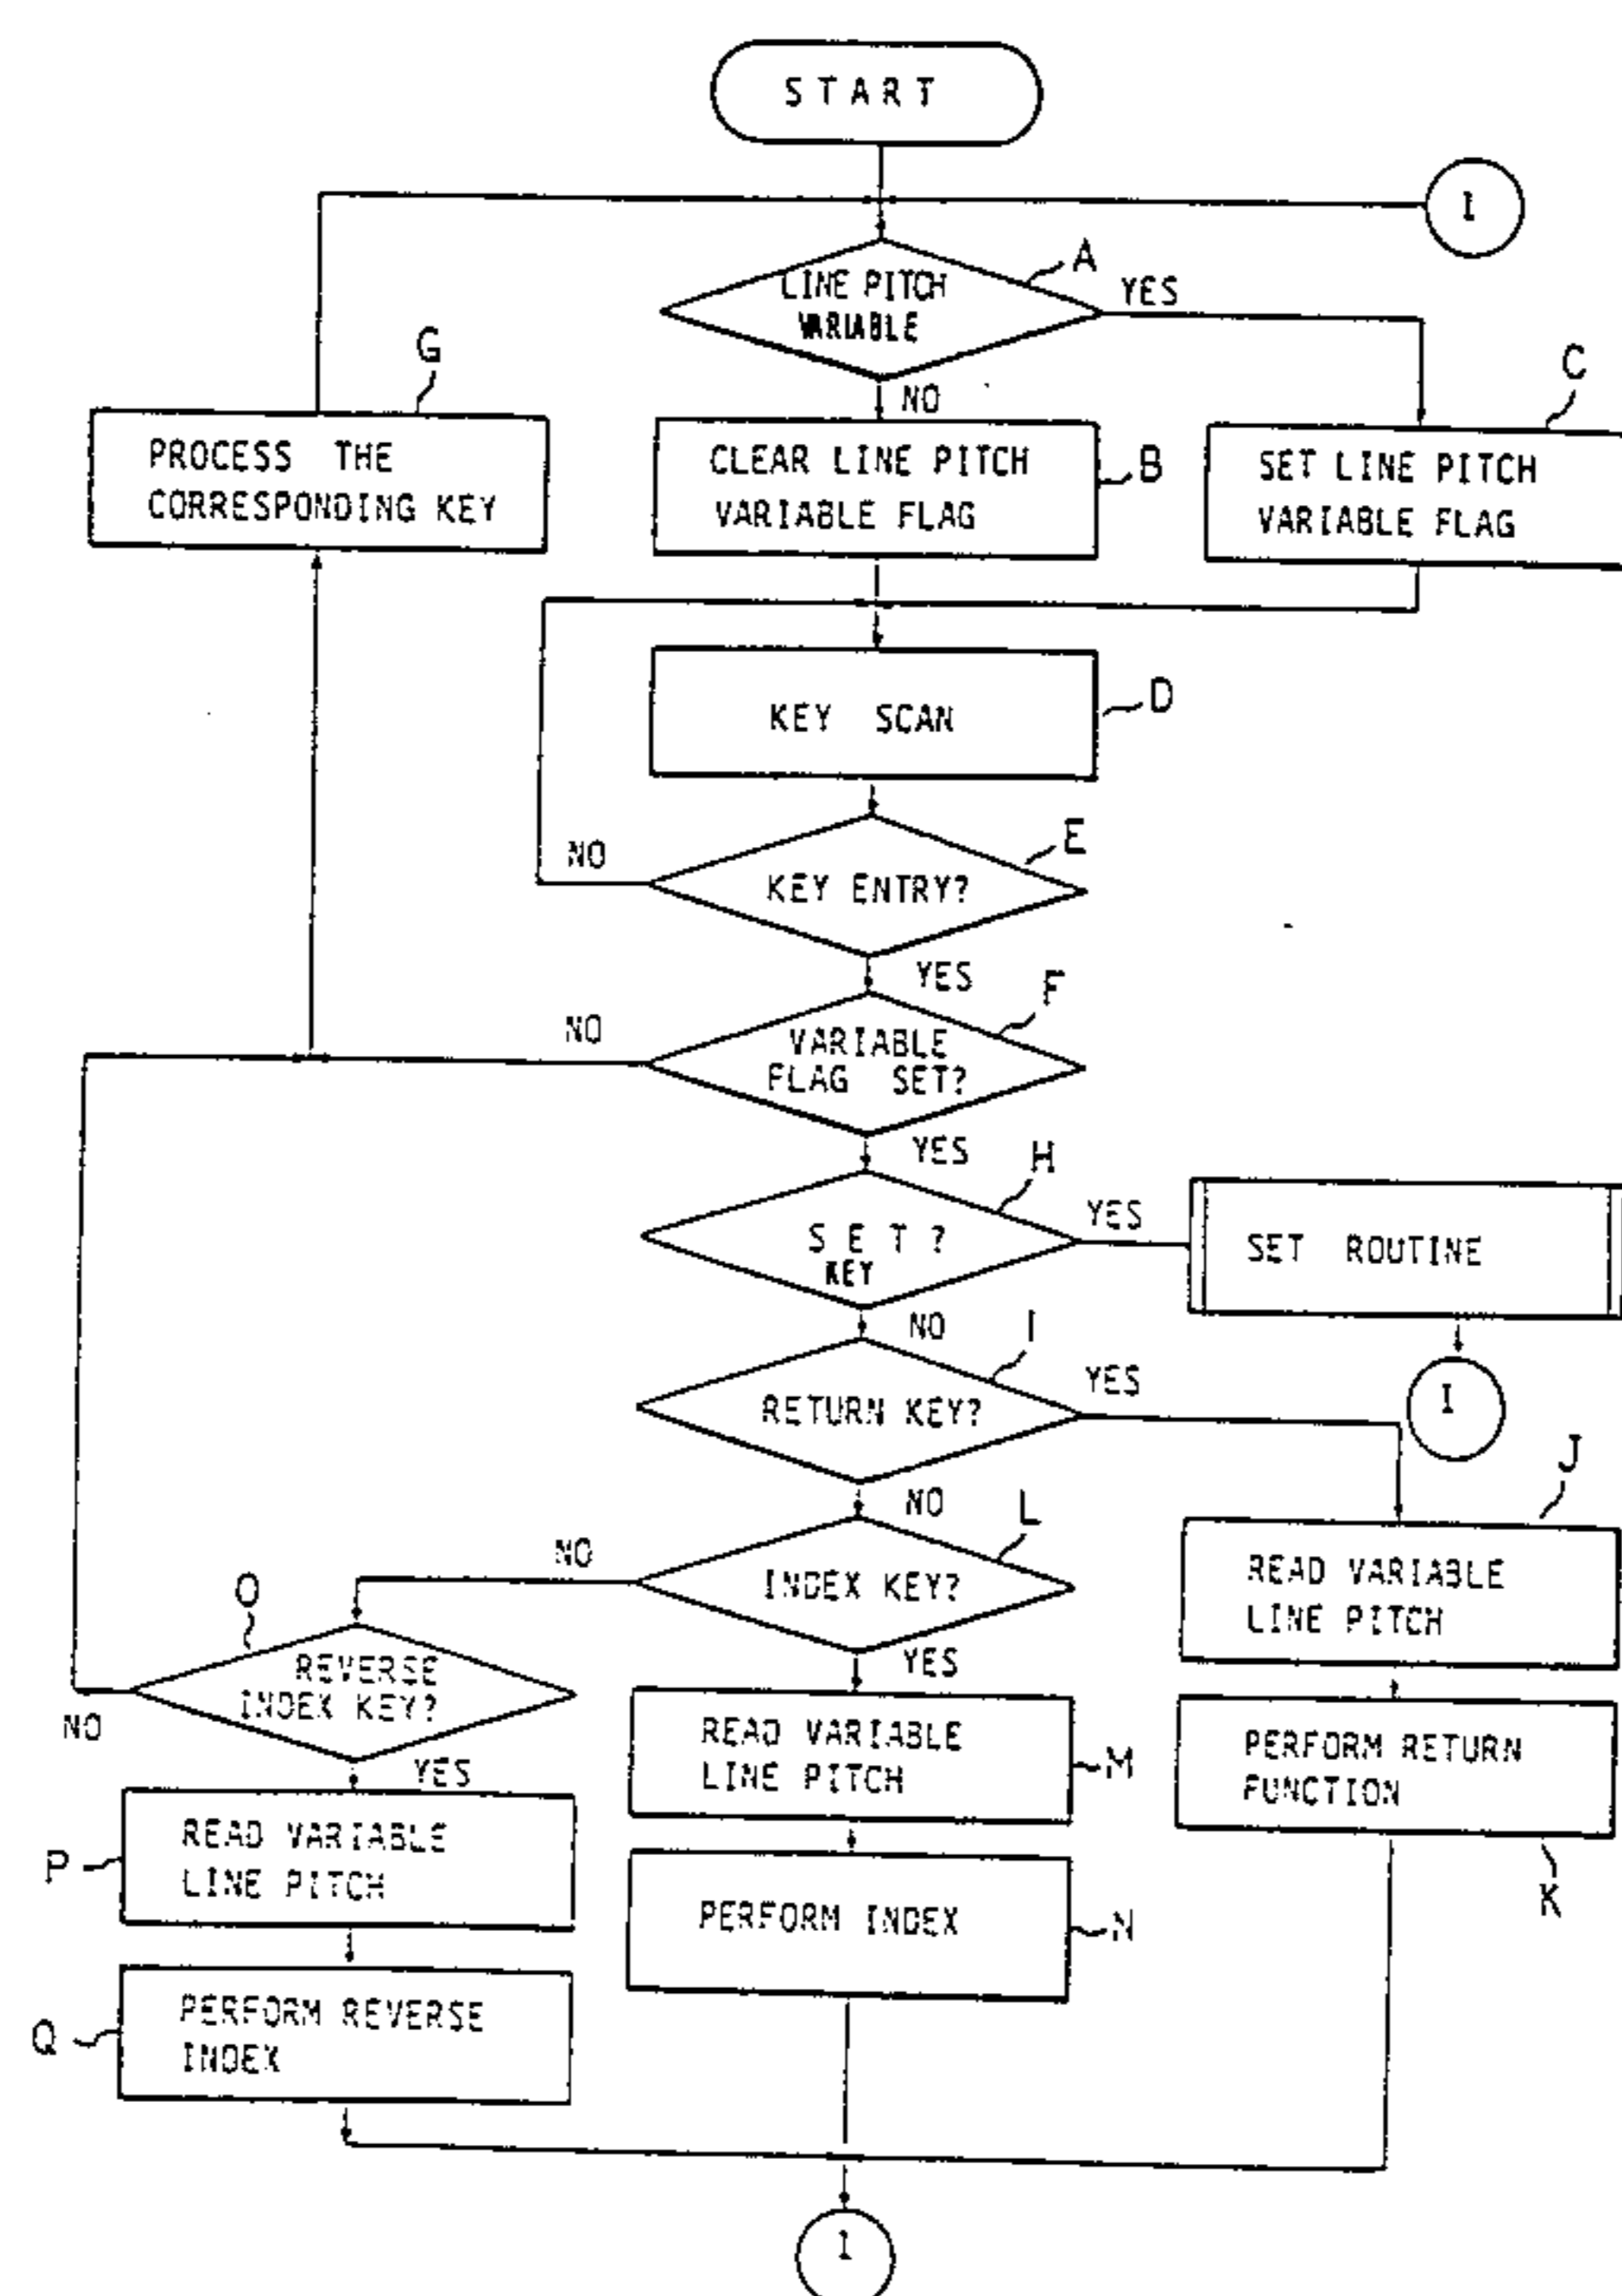 START
1
A
LINE PITCH
VARIABLE
YES
NO
G
PROCESS THE
CORRESPONDING KEY
CLEAR LINE PITCH
VARIABLE FLAG
B
C
SET LINE PITCH
VARIABLE FLAG
KEY SCAN
D
E
NO
KEY ENTRY?
YES
F
NO
VARIABLE
FLAG SET?
YES
H
SET?
KEY
YES
SET ROUTINE
NO
I
RETURN KEY?
YES
I
J
NO
L
NO
INDEX KEY?
READ VARIABLE
LINE PITCH
O
REVERSE
INDEX KEY?
NO
YES
YES
READ VARIABLE
LINE PITCH
M
PERFORM RETURN
FUNCTION
K
P
READ VARIABLE
LINE PITCH
PERFORM INDEX
N
Q
PERFORM REVERSE
INDEX
1